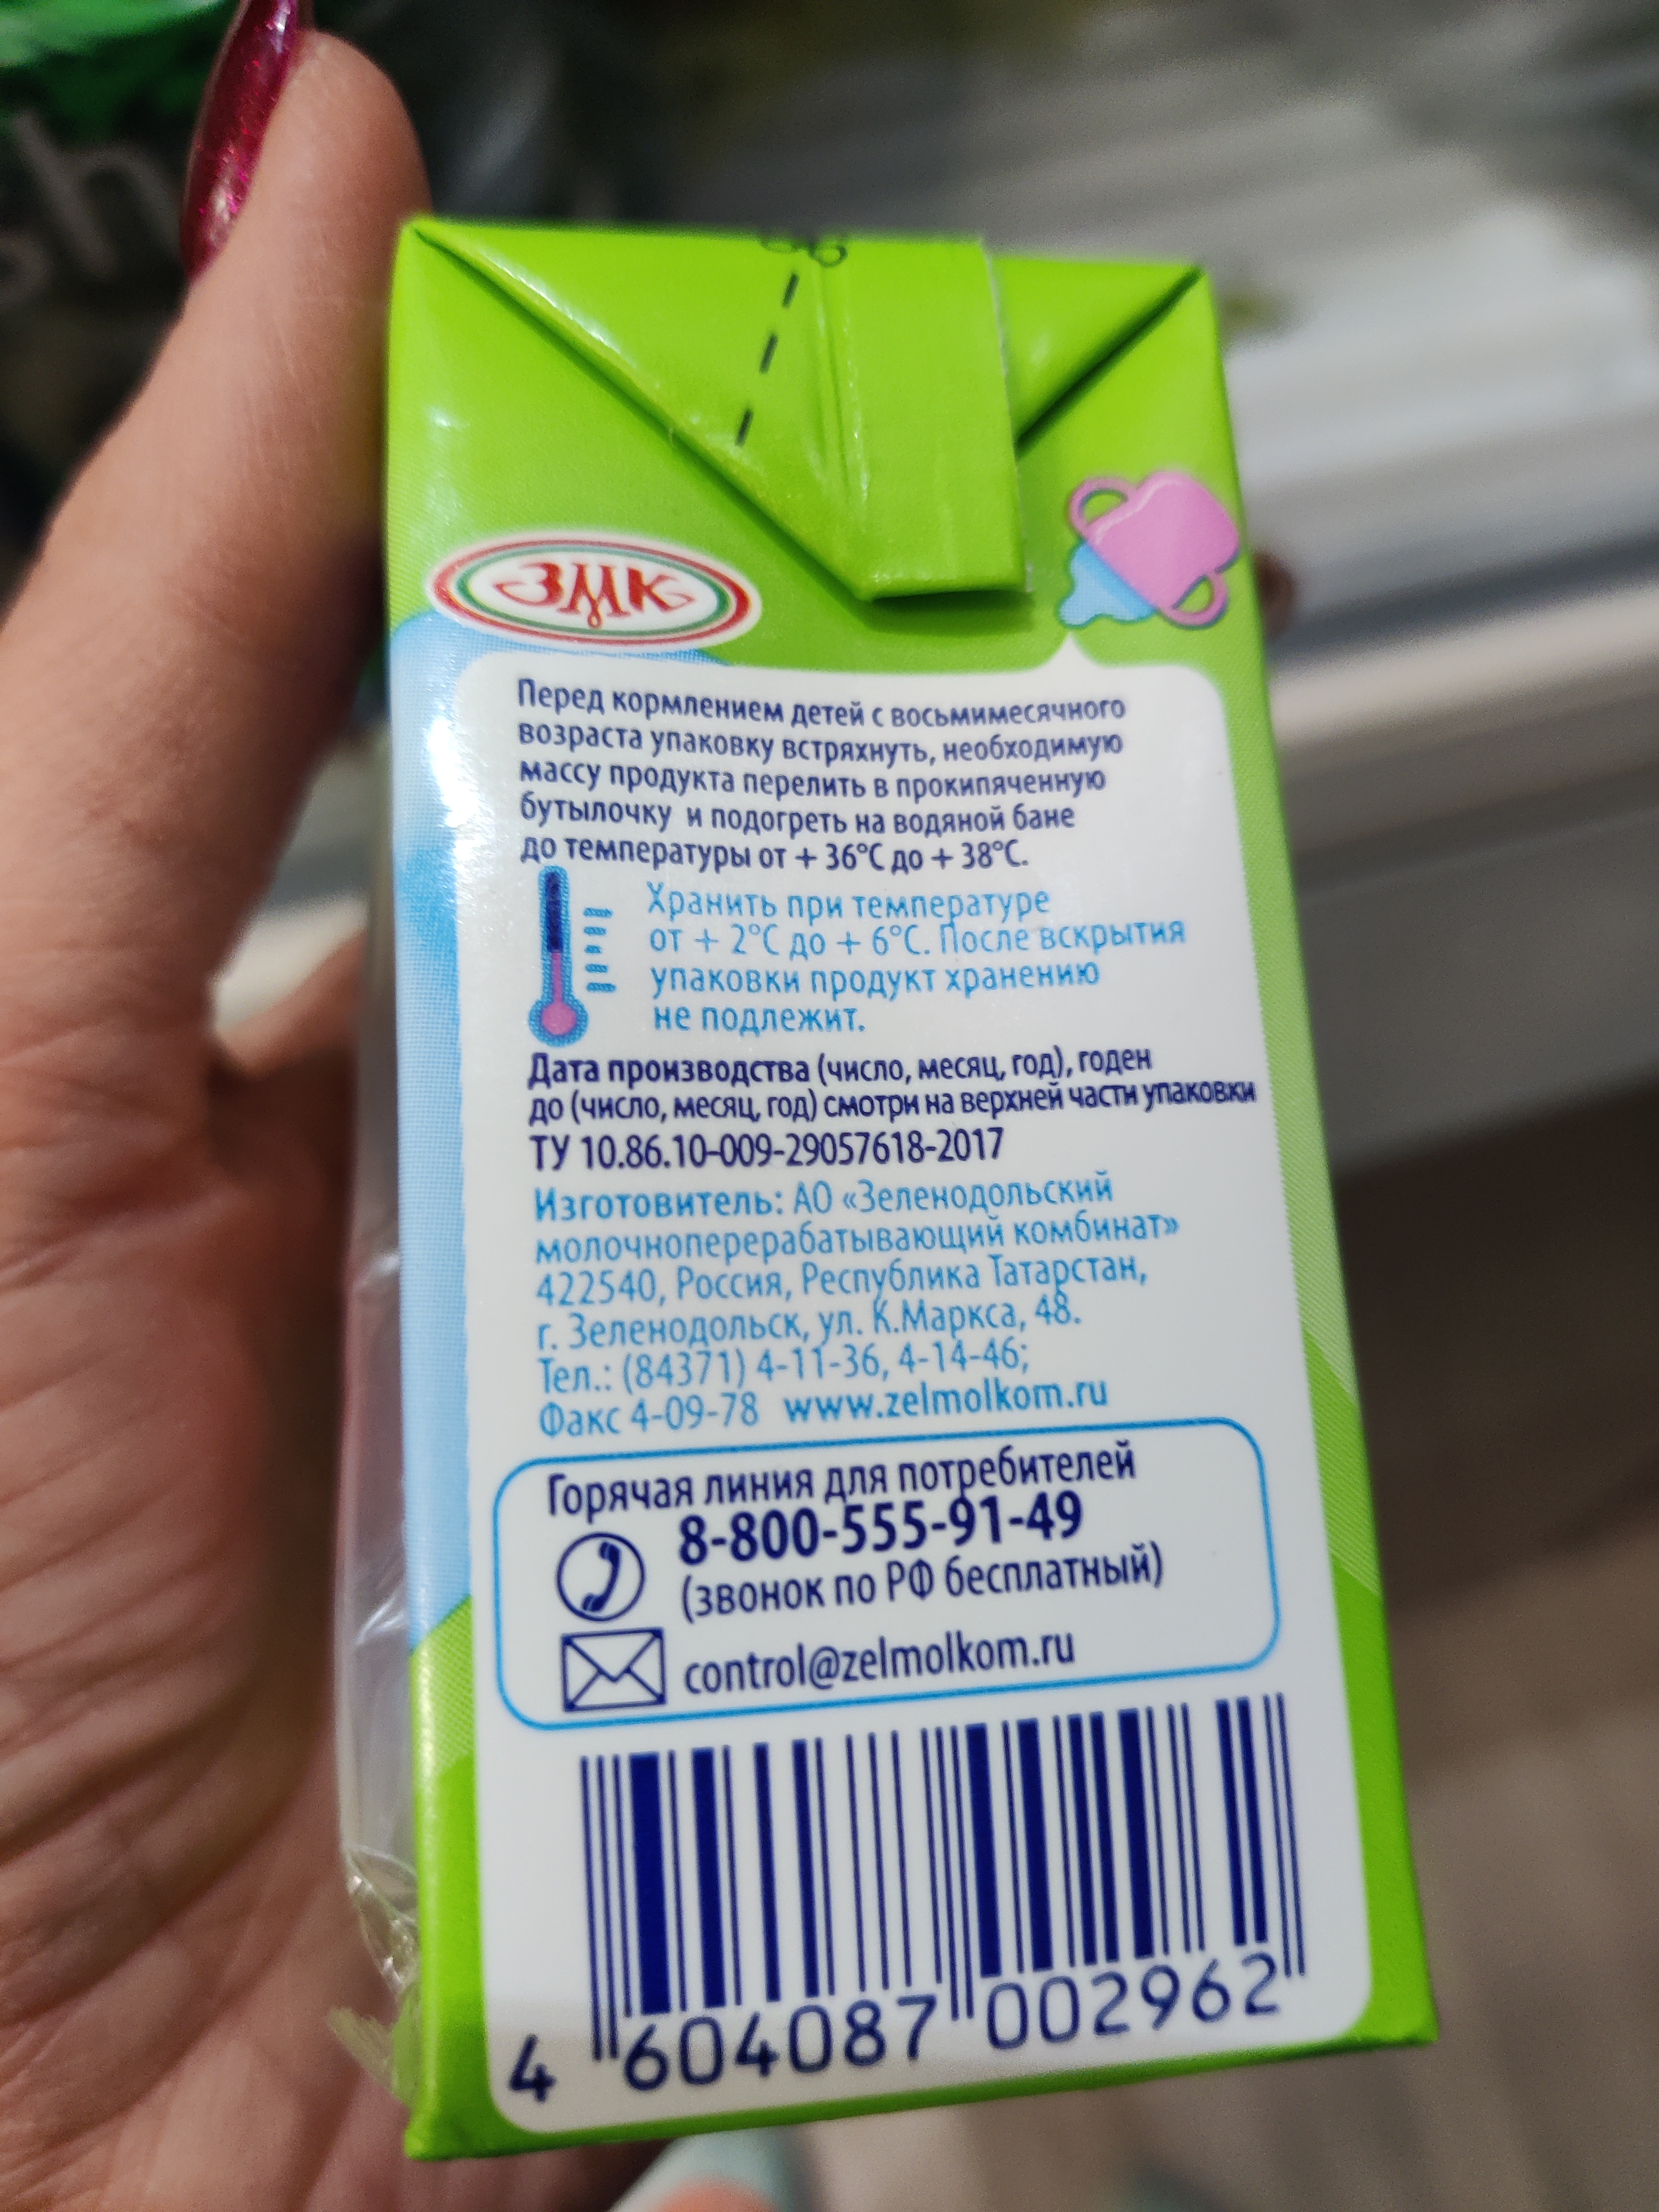 h
ЗМК
Перед кормлением детей с восьмимесячного
возраста упаковку встряхнуть, необходимую
массу продукта перелить в прокипяченную
бутылочку и подогреть на водяной бане
до температуры от + 36°C до + 38°C.
Хранить при температуре
от + 2°C до + 6°C. После вскрытия
упаковки продукт хранению
не подлежит.
Дата производства (число, месяц, год), годен
до (число, месяц, год) смотри на верхней части упаковки
ТУ 10.86.10-009-29057618-2017
Изготовитель: АО «Зеленодольский
молочноперерабатывающий комбинат»
422540, Россия, Республика Татарстан,
г. Зеленодольск, ул. К.Маркса, 48.
Тел.: (84371) 4-11-36, 4-14-46;
Факс 4-09-78 www.zelmolkom.ru
Горячая линия для потребителей
8-800-555-91-49
(звонок по РФ бесплатный)
control@zelmolkom.ru
4 604087 002962